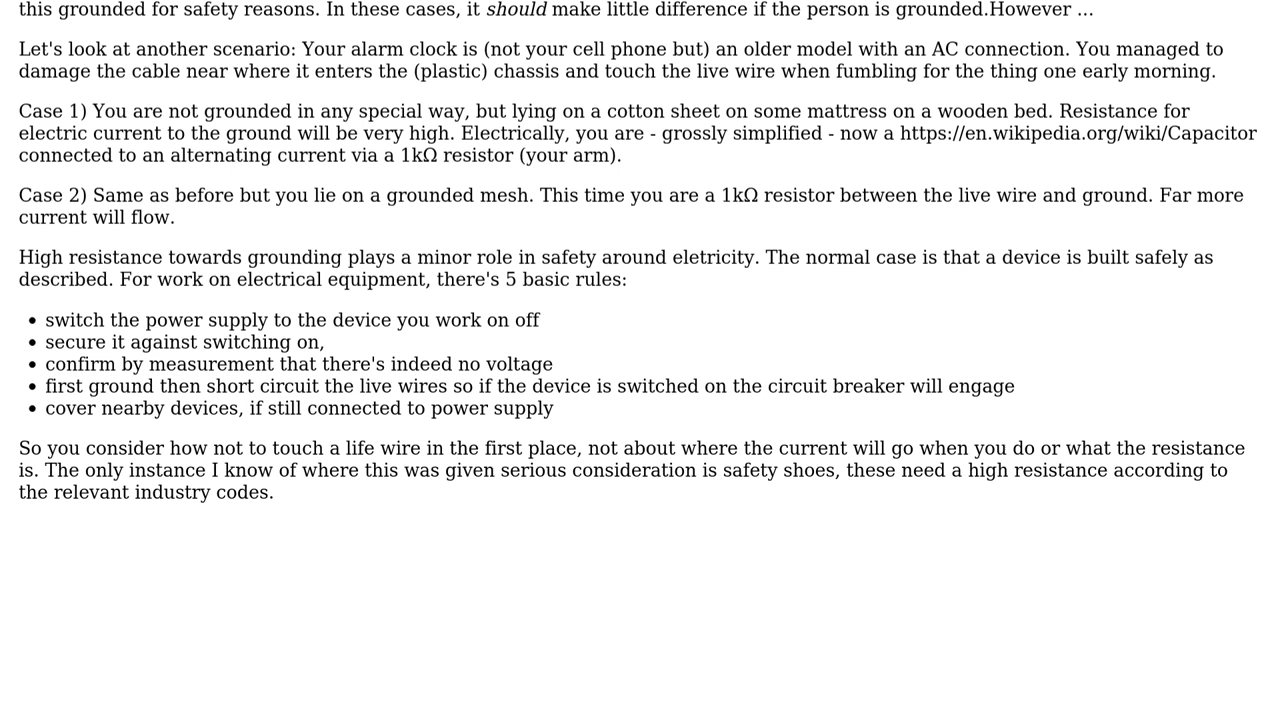 this grounded for safety reasons. In these cases, it should make little difference if the person is grounded.However ...
Let's look at another scenario: Your alarm clock is (not your cell phone but) an older model with an AC connection. You managed to
damage the cable near where it enters the (plastic) chassis and touch the live wire when fumbling for the thing one early morning.
Case 1) You are not grounded in any special way, but lying on a cotton sheet on some mattress on a wooden bed. Resistance for
electric current to the ground will be very high. Electrically, you are - grossly simplified - now a https://en.wikipedia.org/wiki/Capacitor
connected to an alternating current via a 1kΩ resistor (your arm).
Case 2) Same as before but you lie on a grounded mesh. This time you are a 1kΩ resistor between the live wire and ground. Far more
current will flow.
High resistance towards grounding plays a minor role in safety around eletricity. The normal case is that a device is built safely as
described. For work on electrical equipment, there's 5 basic rules:
• switch the power supply to the device you work on off
• secure it against switching on,
• confirm by measurement that there's indeed no voltage
• first ground then short circuit the live wires so if the device is switched on the circuit breaker will engage
• cover nearby devices, if still connected to power supply
So you consider how not to touch a life wire in the first place, not about where the current will go when you do or what the resistance
is. The only instance I know of where this was given serious consideration is safety shoes, these need a high resistance according to
the relevant industry codes.